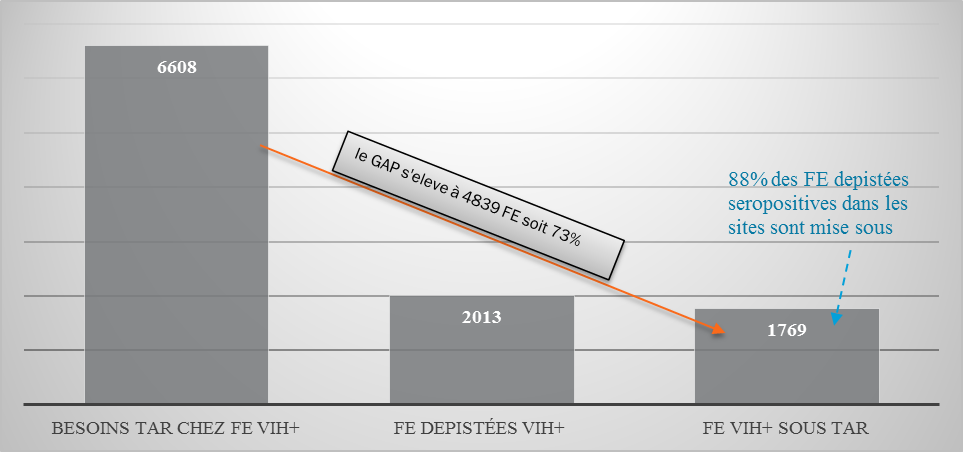 6608
le GAP s'eleve à 4839 FE soit 73%
88% des FE depistées
seropositives dans les
sites sont mise sous
2013
1769
BESOINS TAR CHEZ FE VIH+
FE DEPISTÉES VIH+
FE VIH+ SOUS TAR